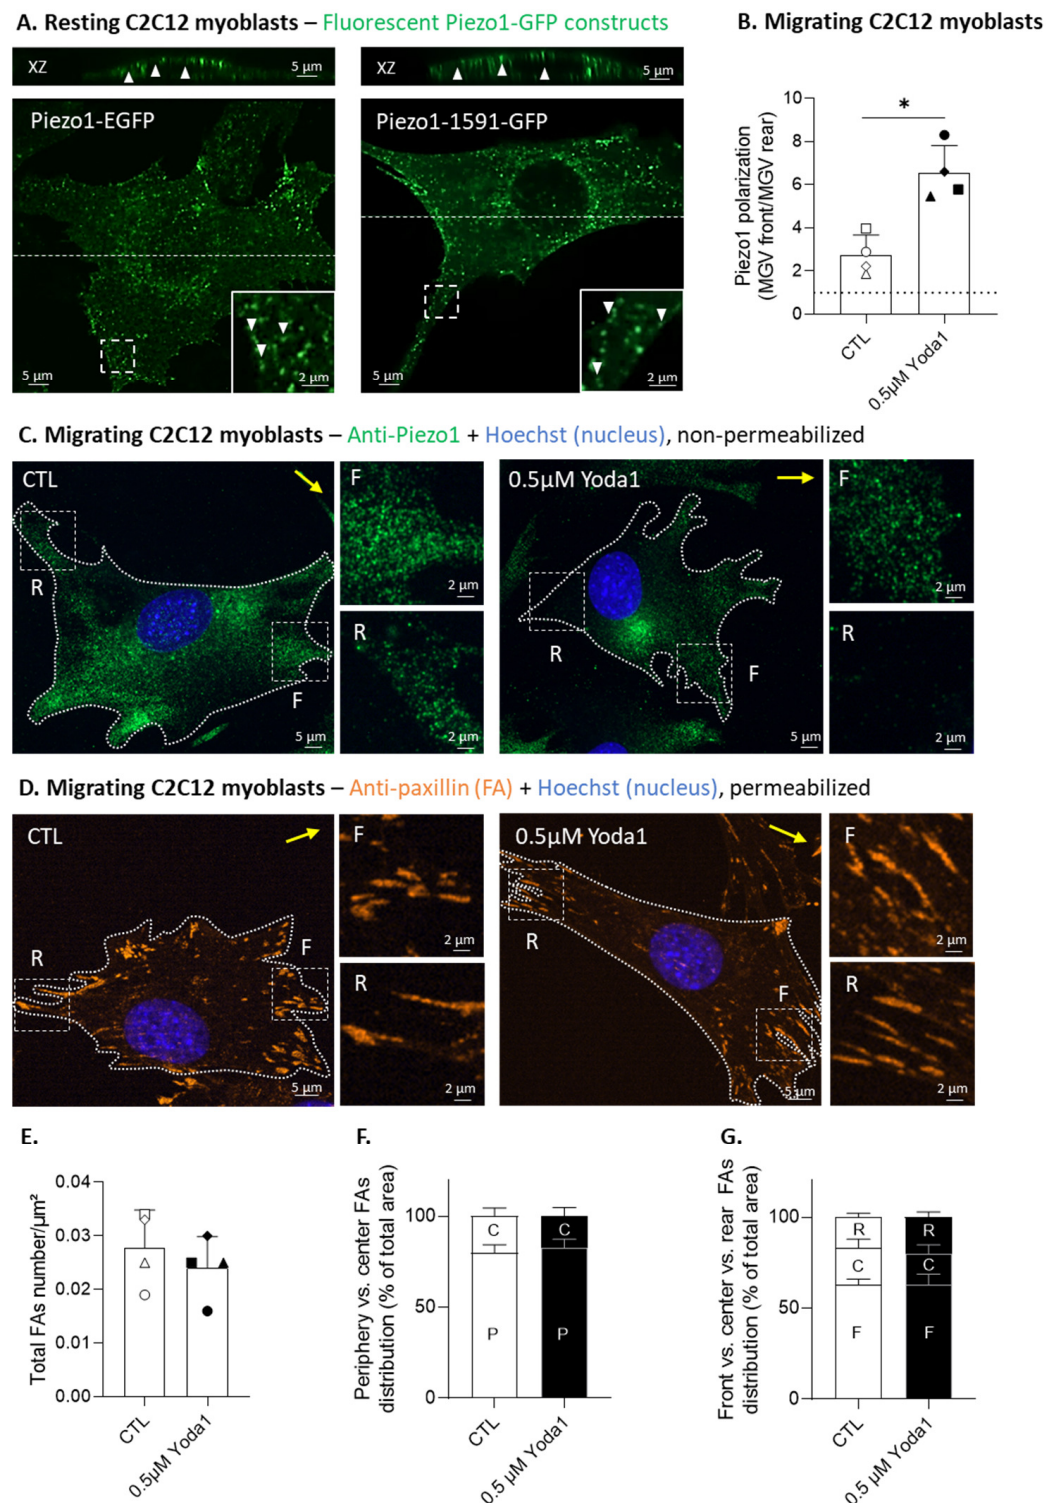 A. Resting C2C12 myoblasts – Fluorescent Piezo1-GFP constructs
XZ
5 µm
XZ
5 µm
Piezo1-EGFP
5 µm
2 µm
Piezo1-1591-GFP
5 µm
2 µm
B. Migrating C2C12 myoblasts
Piezo1 polarization
(MGV front/MGV rear)
10
8
6
4
2
0
*
CTL
0.5µM Yoda1
C. Migrating C2C12 myoblasts – Anti-Piezo1 + Hoechst (nucleus), non-permeabilized
CTL
R
F
5 µm
F
2 µm
R
2 µm
0.5µM Yoda1
R
F
5 µm
F
2 µm
R
2 µm
D. Migrating C2C12 myoblasts – Anti-paxillin (FA) + Hoechst (nucleus), permeabilized
CTL
R
F
5 µm
F
2 µm
R
2 µm
0.5µM Yoda1
R
F
5 µm
F
2 µm
R
2 µm
E.
Total FAs number/µm²
0.04
0.03
0.02
0.01
0.00
CTL
0.5µM Yoda1
F.
Periphery vs. center FAs
distribution (% of total area)
100
50
0
C
P
C
P
CTL
0.5 µM Yoda1
G.
Front vs. center vs. rear FAs
distribution (% of total area)
100
50
0
R
C
F
R
C
F
CTL
0.5 µM Yoda1